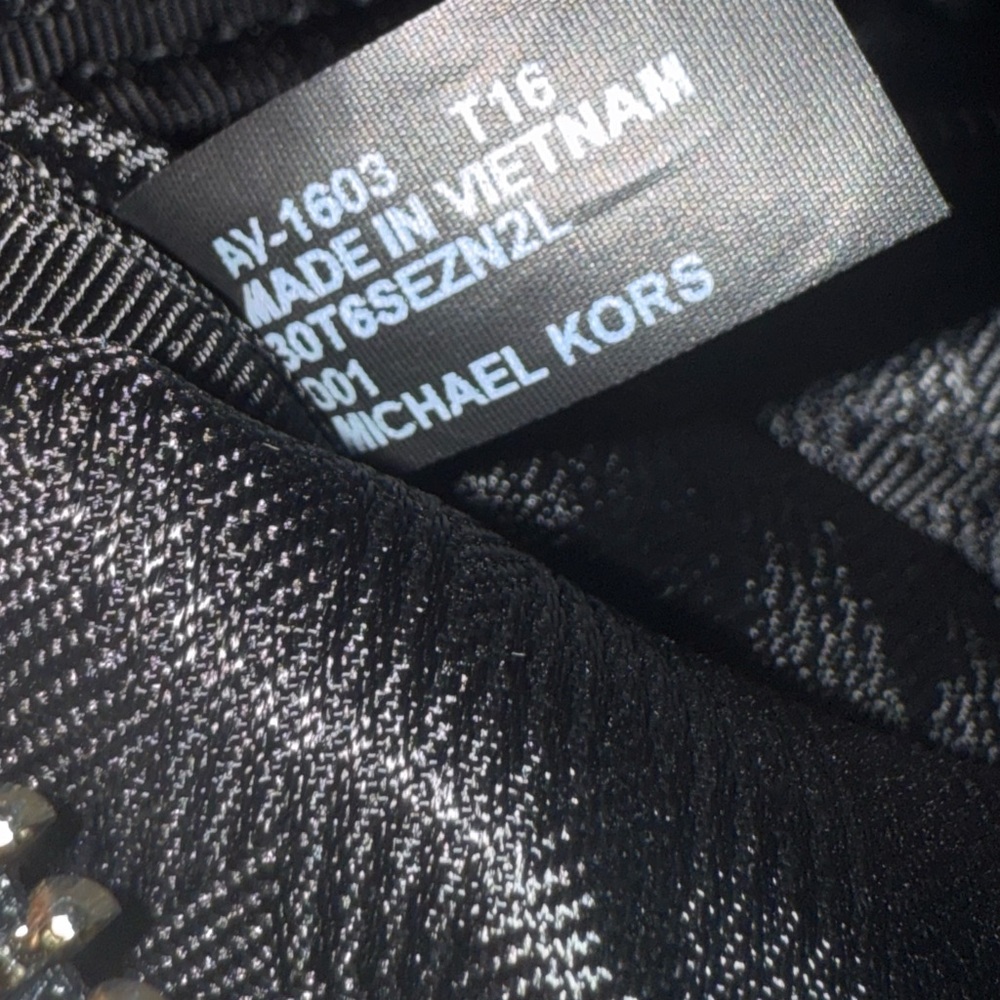 T16
AY-1603
MADE IN VIETNAM
30T6SEZN2L
001
MICHAEL KORS